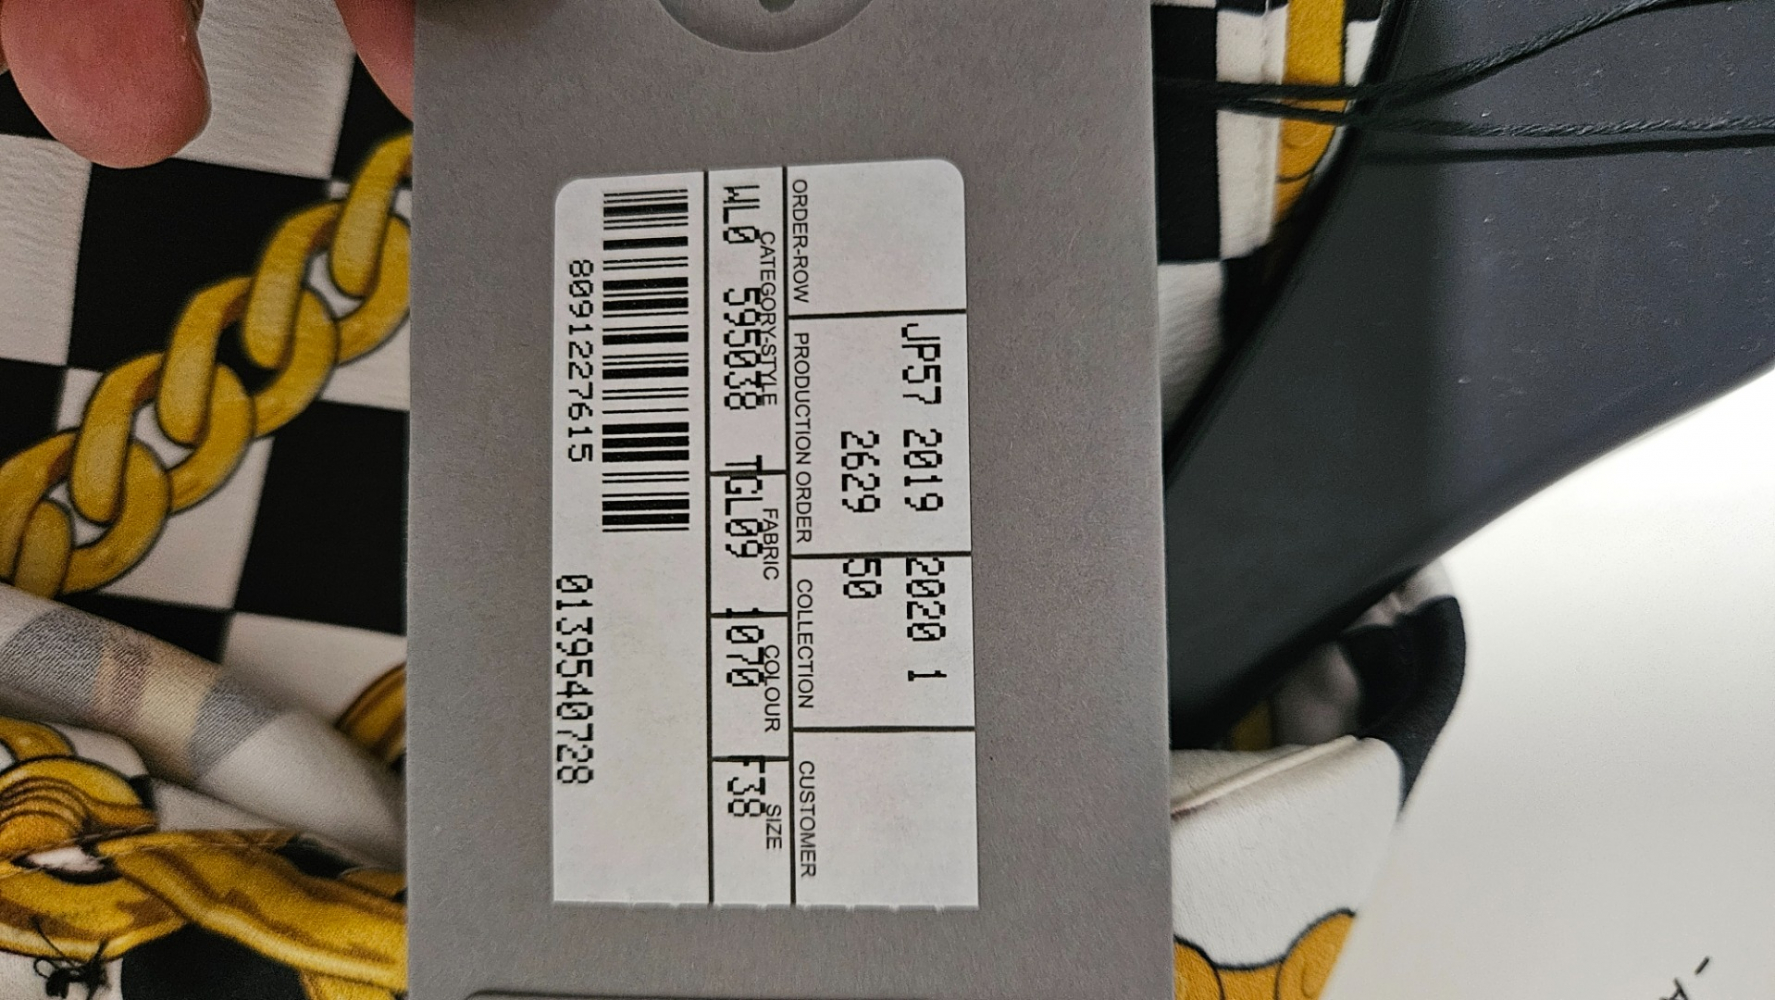 JP57 2019 2020 1
2629 50
ORDER-ROW PRODUCTION ORDER COLLECTION CUSTOMER
CATEGORY-STYLE FABRIC COLOUR SIZE
WL0 595038 TGL09 1070 F38
8091227615
0139540728